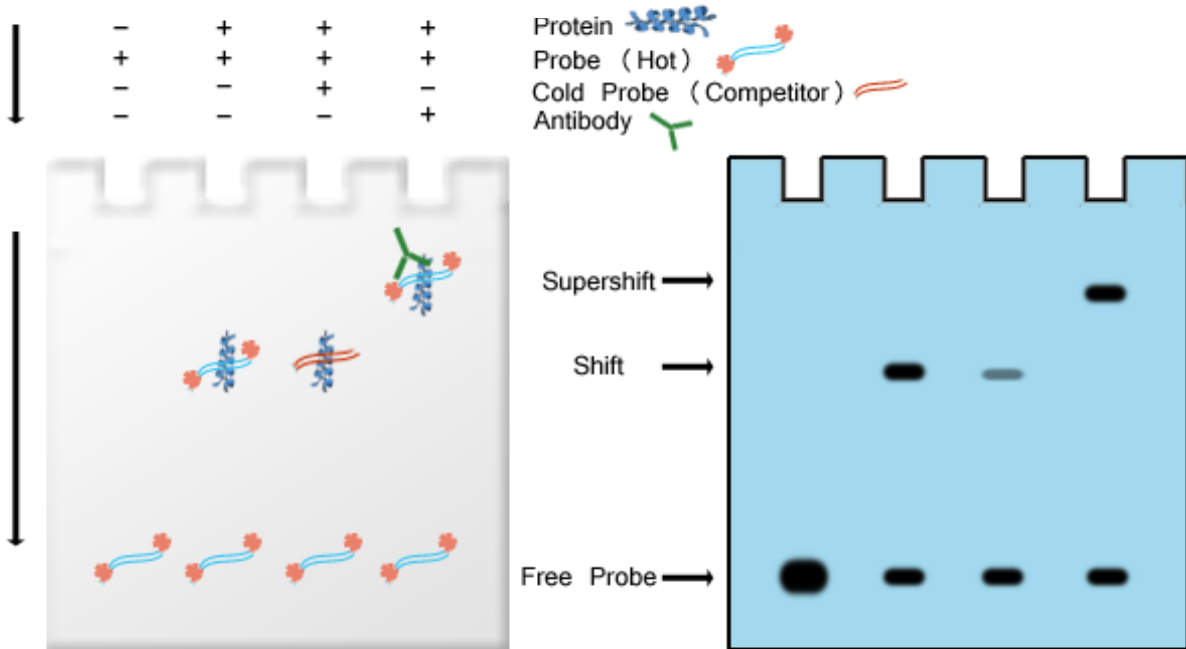 − + + + Protein
+ + + + Probe （Hot）
− − + − Cold Probe （Competitor）
− − − + Antibody
Supershift
Shift
Free Probe